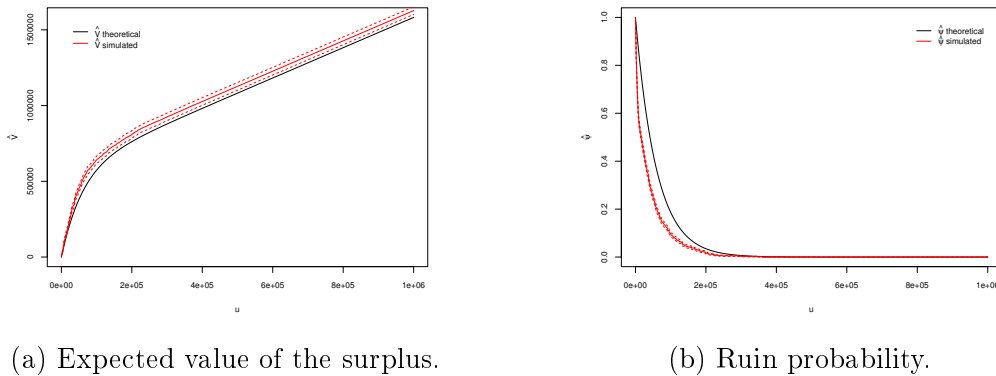 V̂ theoretical
V̂ simulated
V̂
0
500000
1000000
1500000
0e+00
2e+05
4e+05
6e+05
8e+05
1e+06
u
(a) Expected value of the surplus.
ψ̂ theoretical
ψ̂ simulated
ψ̂
0.0
0.2
0.4
0.6
0.8
1.0
0e+00
2e+05
4e+05
6e+05
8e+05
1e+0
u
(b) Ruin probability.